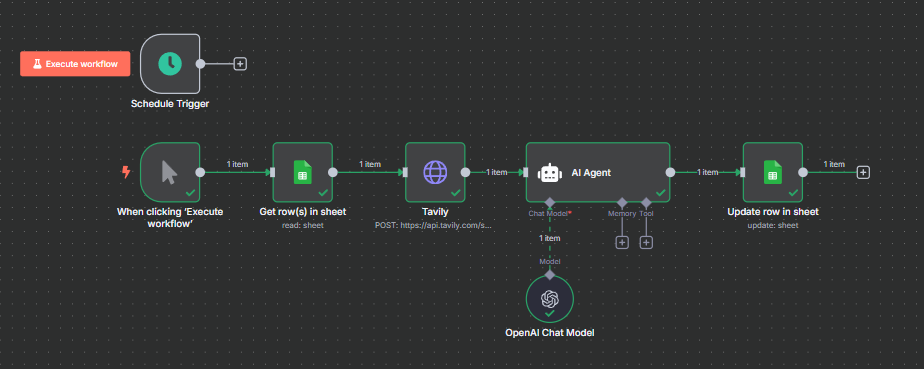 Execute workflow
Schedule Trigger
1 item
1 item
1 item
AI Agent
1 item
1 item
When clicking ‘Execute
workflow’
Get row(s) in sheet
read: sheet
Tavily
POST: https://api.tavily.com/s...
Chat Model*
Memory
Tool
Update row in sheet
update: sheet
1 item
Model
OpenAI Chat Model